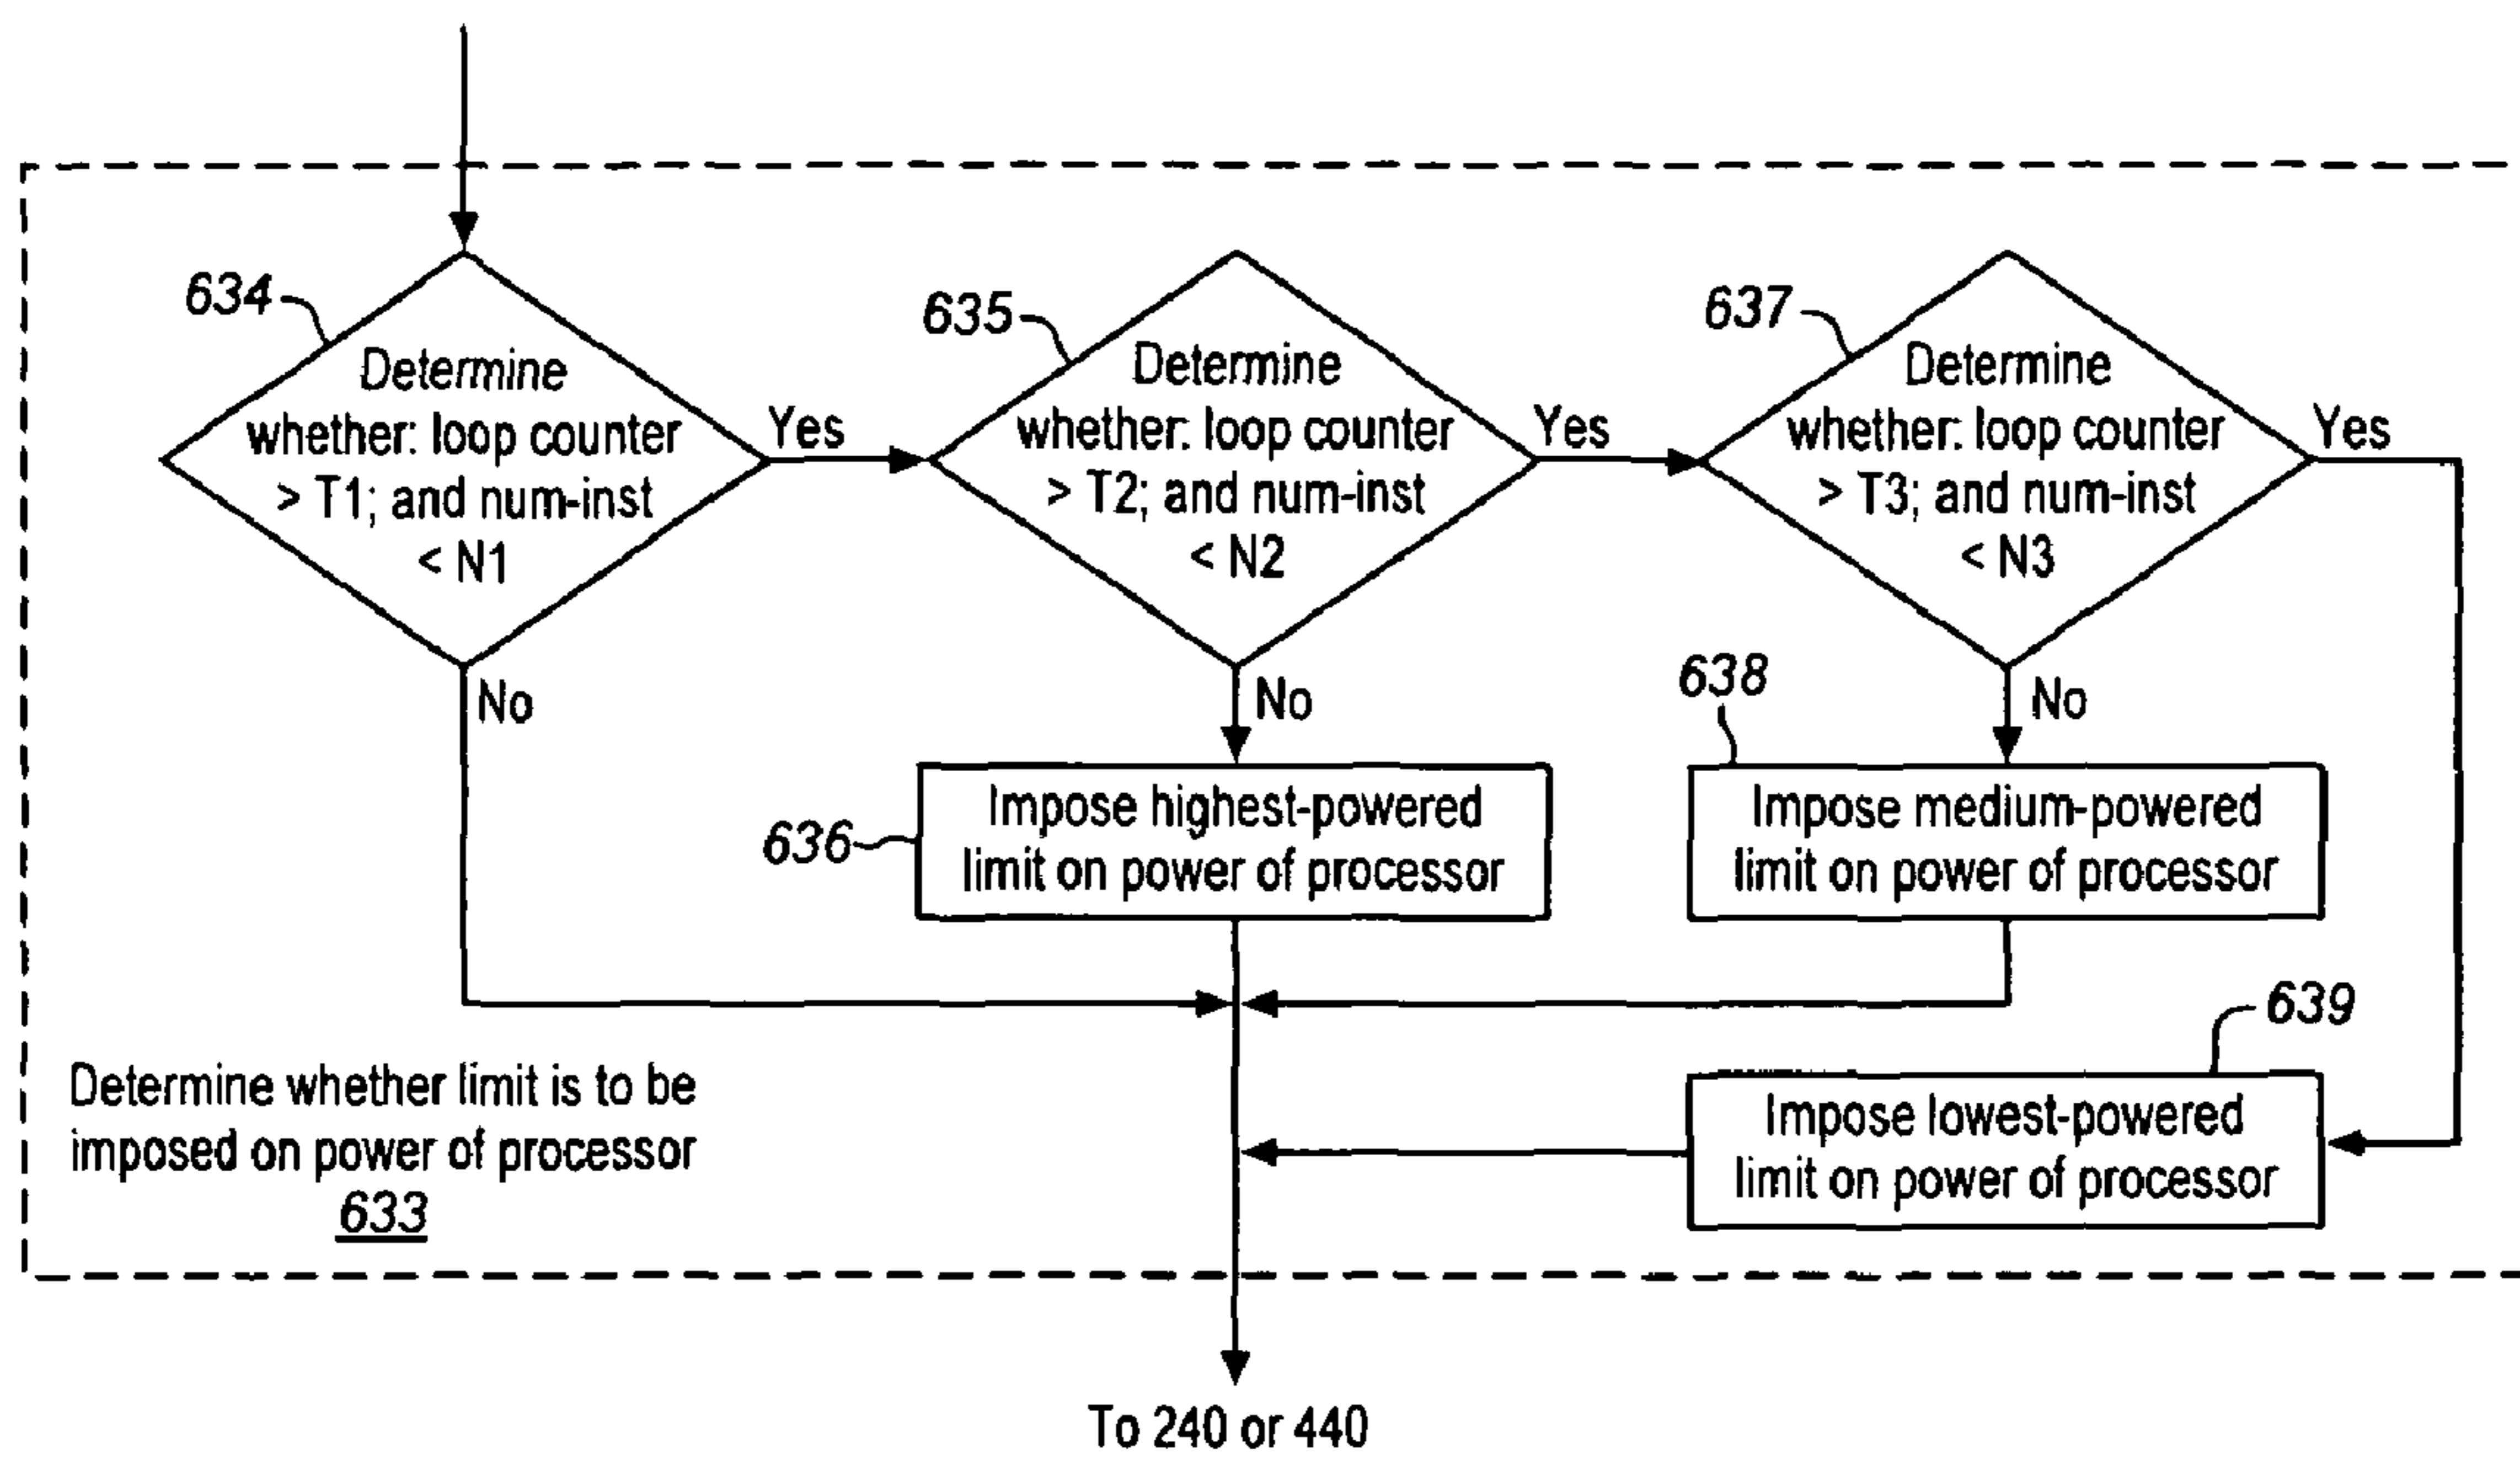 634
Determine
whether: loop counter
> T1; and num-inst
< N1
Yes
No
635
Determine
whether: loop counter
> T2; and num-inst
< N2
Yes
No
637
Determine
whether: loop counter
> T3; and num-inst
< N3
Yes
No
636
Impose highest-powered
limit on power of processor
638
Impose medium-powered
limit on power of processor
639
Impose lowest-powered
limit on power of processor
Determine whether limit is to be
imposed on power of processor
633
To 240 or 440